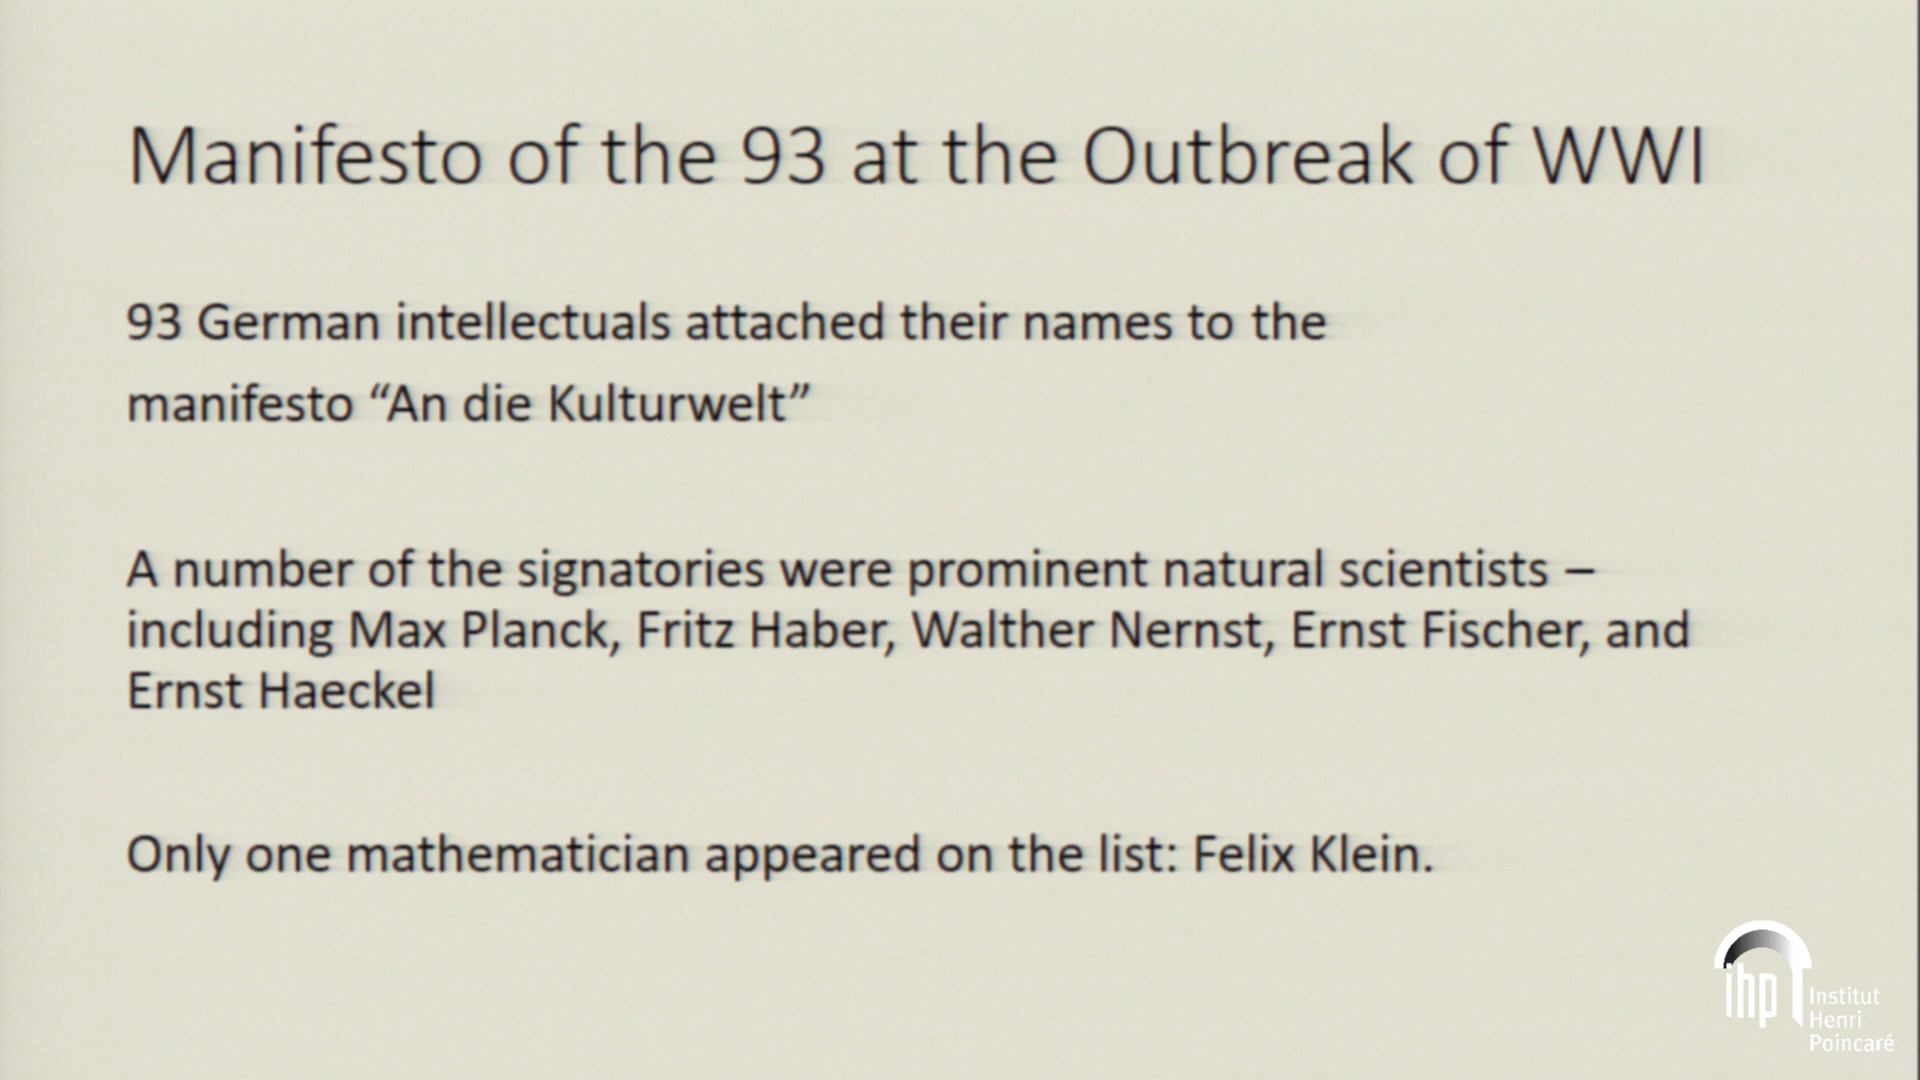 Manifesto of the 93 at the Outbreak of WWI
93 German intellectuals attached their names to the
manifesto “An die Kulturwelt”
A number of the signatories were prominent natural scientists –
including Max Planck, Fritz Haber, Walther Nernst, Ernst Fischer, and
Ernst Haeckel
Only one mathematician appeared on the list: Felix Klein.
ihp
Institut
Henri
Poincaré